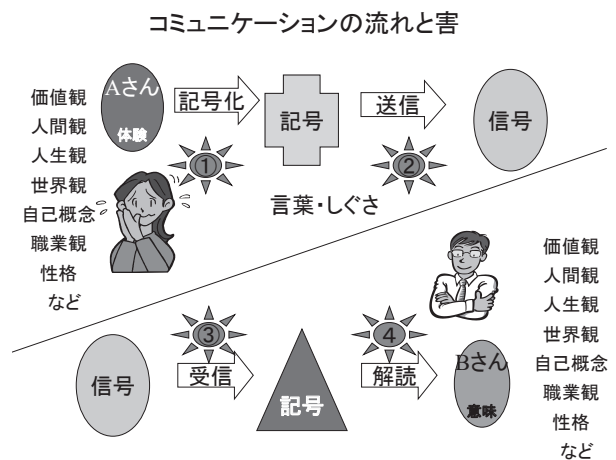 コミュニケーションの流れと害
価値観
人間観
人生観
世界観
自己概念
職業観
性格
など
Aさん
体験
記号化
①
記号
言葉・しぐさ
送信
②
信号
信号
③
受信
記号
④
解読
Bさん
意味
価値観
人間観
人生観
世界観
自己概念
職業観
性格
など